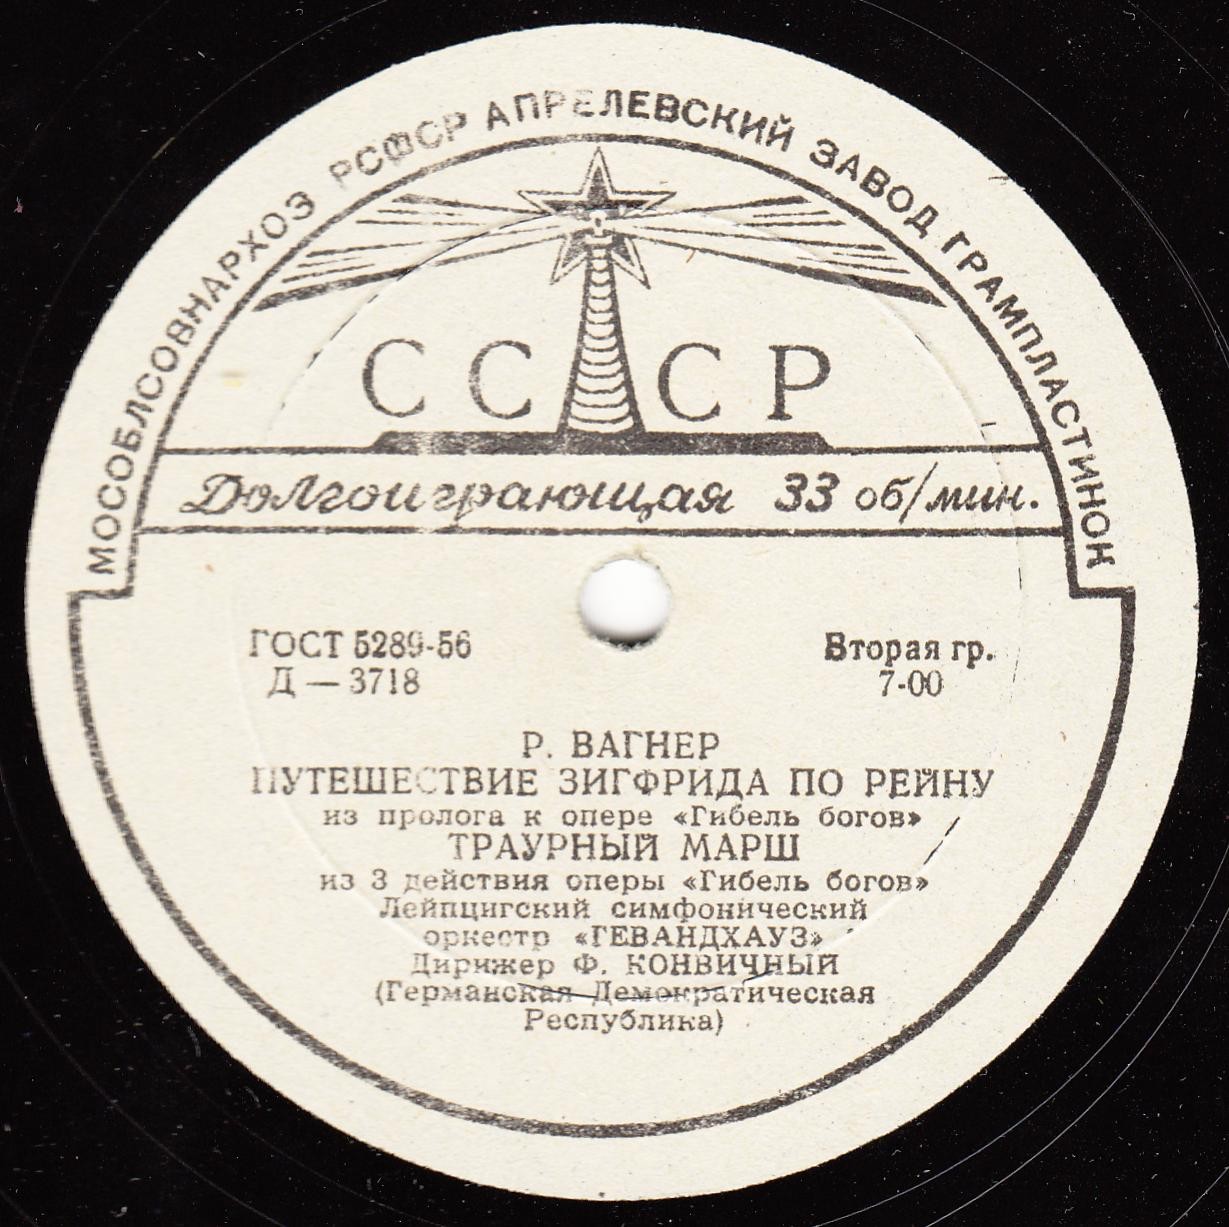 МОСОБЛСОВНАРХОЗ РСФСР АПРЕЛЕВСКИЙ ЗАВОД ГРАМПЛАСТИНОК
СССР
Долгоиграющая 33 об/мин.
ГОСТ 5289-56
Д — 3718
Вторая гр.
7-00
Р. ВАГНЕР
ПУТЕШЕСТВИЕ ЗИГФРИДА ПО РЕЙНУ
из пролога к опере «Гибель богов»
ТРАУРНЫЙ МАРШ
из 3 действия оперы «Гибель богов»
Лейпцигский симфонический
оркестр «ГЕВАНДХАУЗ»
Дирижер Ф. КОНВИЧНЫЙ
(Германская Демократическая
Республика)